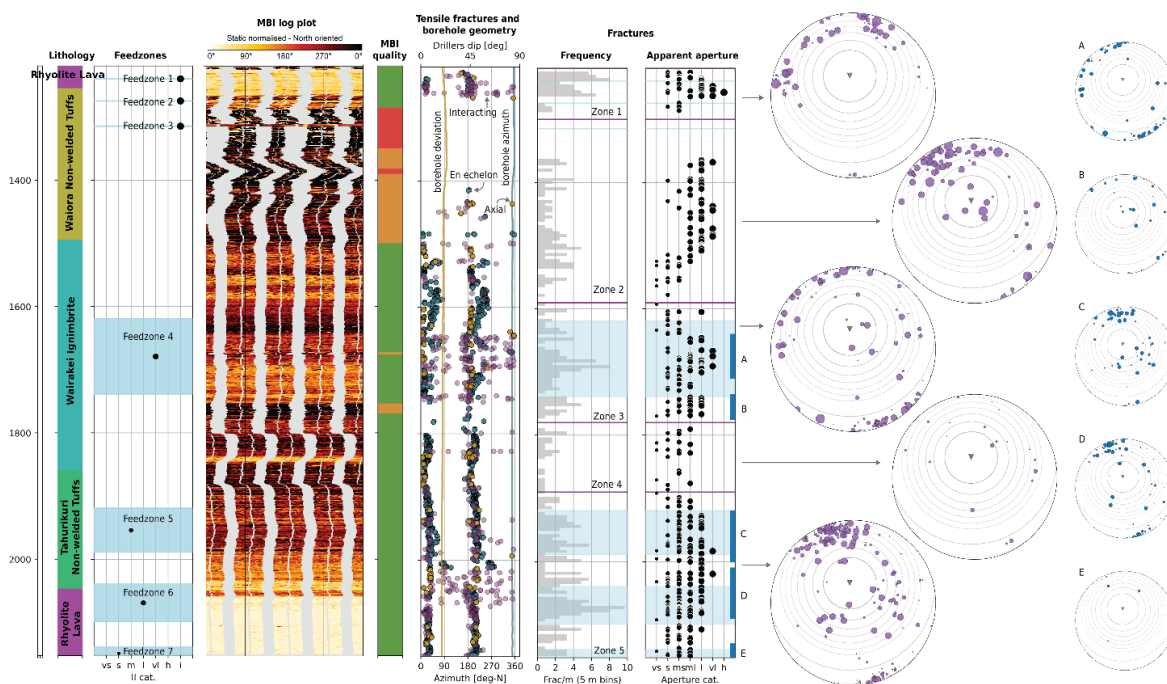 MBI log plot
Static normalised - North oriented
90° 180° 270° 0°
Lithology
Feedzones
MBI
quality
Tensile fractures and
borehole geometry
Drillers dip [deg]
0 45 90
Fractures
Frequency
Apparent aperture
Rhyolite Lava
Waiora Non-welded Tuffs
Wairakei Ignimbrite
Tahurikuri
Non-welded Tuffs
Rhyolite
Lava
1400
1600
1800
2000
Feedzone 1
Feedzone 2
Feedzone 3
Feedzone 4
Feedzone 5
Feedzone 6
Feedzone 7
vs s m l vl h i
II cat.
Interacting
borehole deviation
borehole azimuth
En echelon
Axial
0 90 180 270 360
Azimuth [deg-N]
Zone 1
Zone 2
Zone 3
Zone 4
Zone 5
0 2 4 6 8 10
Frac/m (5 m bins)
A
B
C
D
E
vs s ms ml l vl h
Aperture cat.
A
B
C
D
E